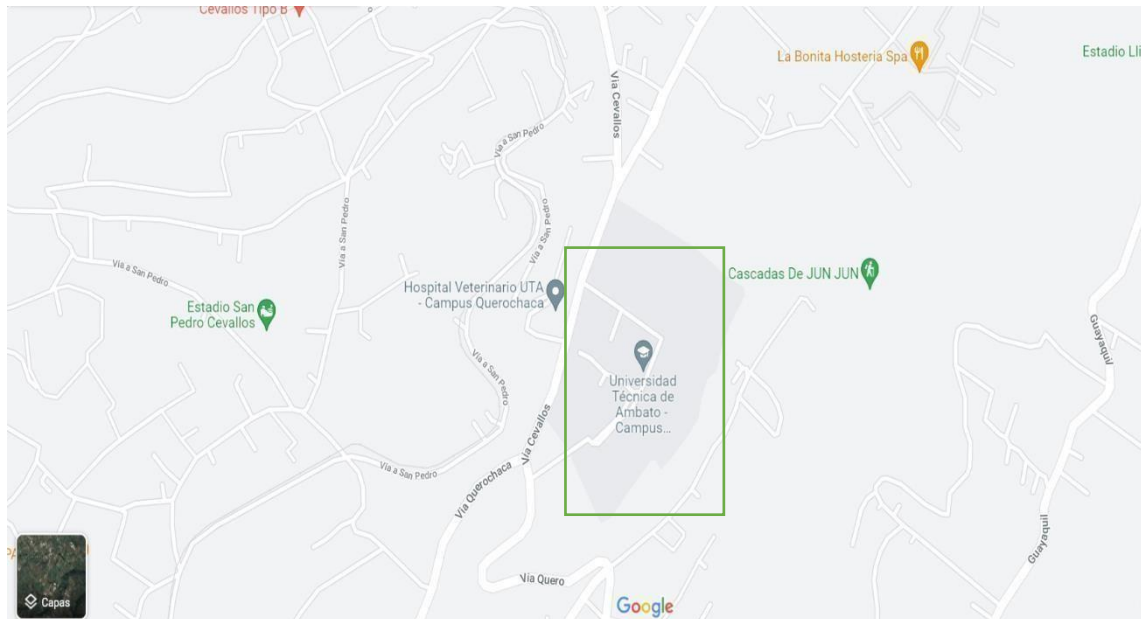 Cevallos Tipo B
La Bonita Hosteria Spa
Estadio Lli
Vía Cevallos
Vía a San Pedro
Vía a San Pedro
Vía a San Pedro
Vía a San Pedro
Cascadas De JUN JUN
Hospital Veterinario UTA
- Campus Querochaca
Estadio San
Pedro Cevallos
Guayaquil
Universidad
Técnica de
Ambato -
Campus...
Vía a San Pedro
Vía Cevallos
Vía a San Pedro
Vía Querochaca
Guayaquil
Vía Quero
Capas
Google